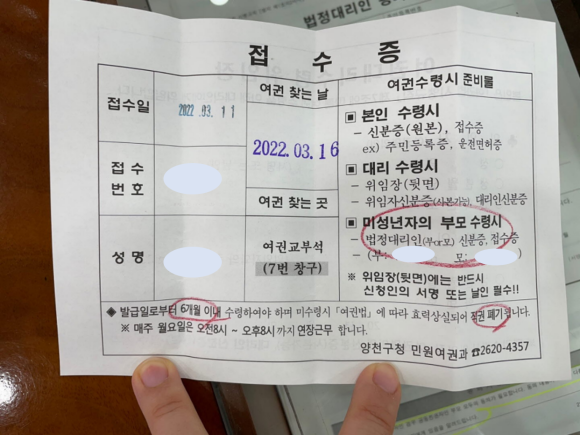 법정대리인
접 수 증
접수일
2022 .03. 11
여권 찾는 날
2022.03.16
접수
번호
여권 찾는 곳
성명
여권교부석
(7번 창구)
여권수령시 준비물
▣ 본인 수령시
- 신분증(원본), 접수증
ex) 주민등록증, 운전면허증
▣ 대리 수령시
- 위임장(뒷면)
- 위임자신분증(사본가능), 대리인신분증
▣ 미성년자의 부모 수령시
법정대리인(부or모) 신분증, 접수증
- (부: 모: )
※ 위임장(뒷면)에는 반드시
신청인의 서명 또는 날인 필수!!
◈ 발급일로부터 6개월 이내 수령하여야 하며 미수령시 「여권법」에 따라 효력상실되어 직권 폐기됩니다.
※ 매주 월요일은 오전8시 ~ 오후8시까지 연장근무 합니다.
양천구청 민원여권과 ☎2620-4357